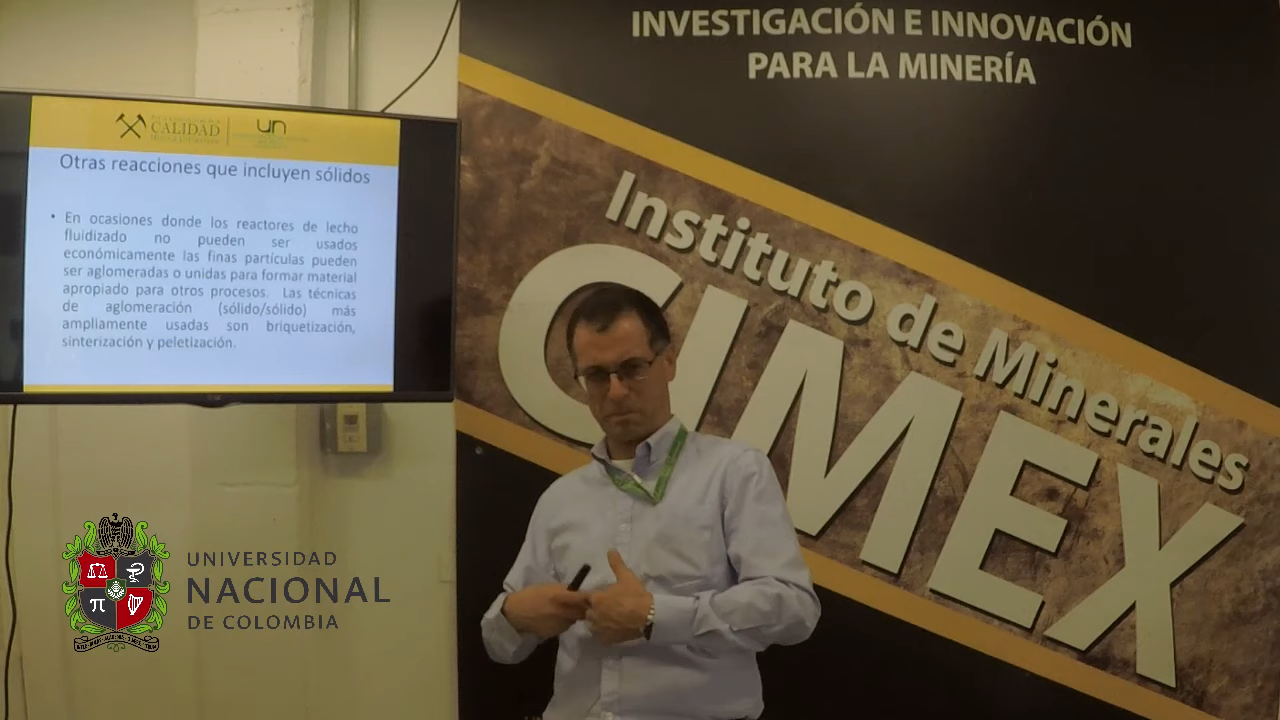 INVESTIGACIÓN E INNOVACIÓN
PARA LA MINERÍA
Instituto de Minerales
CIMEX
CALIDAD
un
Otras reacciones que incluyen sólidos
• En ocasiones donde los reactores de lecho
fluidizado no pueden ser usados
económicamente las finas partículas pueden
ser aglomeradas o unidas para formar material
apropiado para otros procesos. Las técnicas
de aglomeración (sólido/sólido) más
ampliamente usadas son briquetización,
sinterización y peletización.
UNIVERSIDAD
NACIONAL
DE COLOMBIA